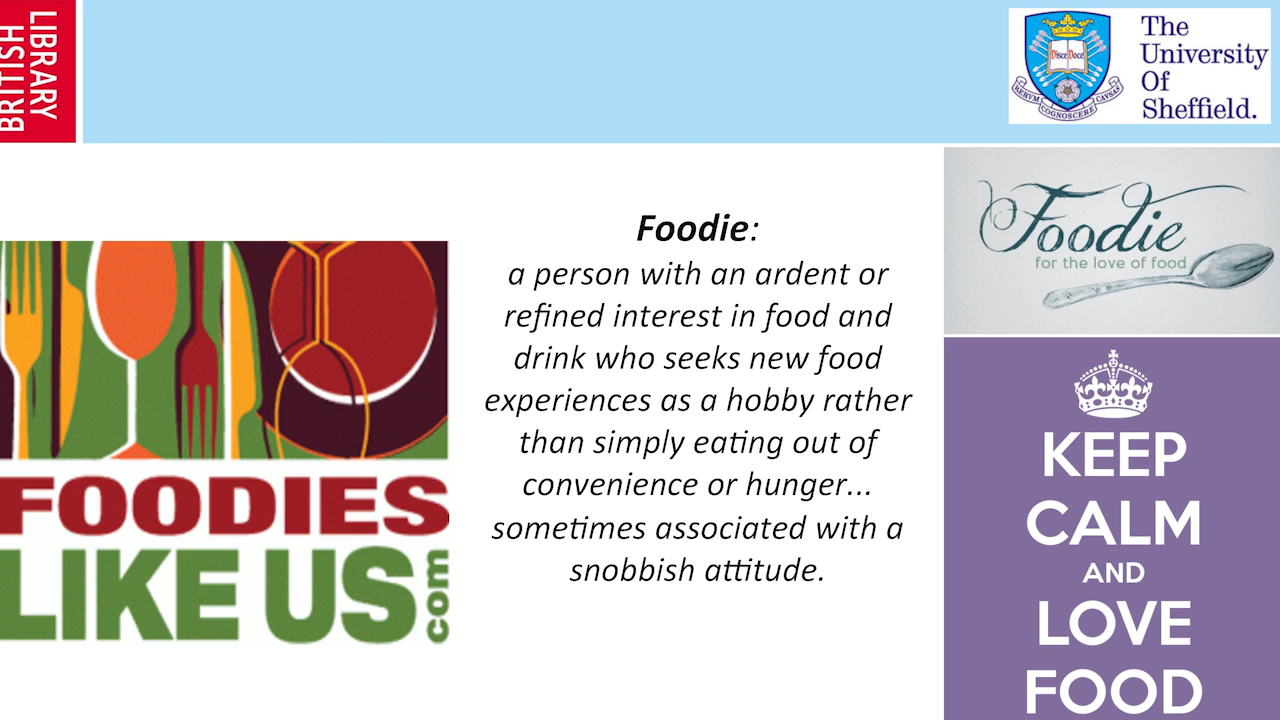 BRITISH
LIBRARY
Disce Doce
RERVM COGNOSCERE CAVSAS
The
University
Of
Sheffield.
FOODIES
LIKE US
com
Foodie:
a person with an ardent or
refined interest in food and
drink who seeks new food
experiences as a hobby rather
than simply eating out of
convenience or hunger...
sometimes associated with a
snobbish attitude.
Foodie
for the love of food
KEEP
CALM
AND
LOVE
FOOD